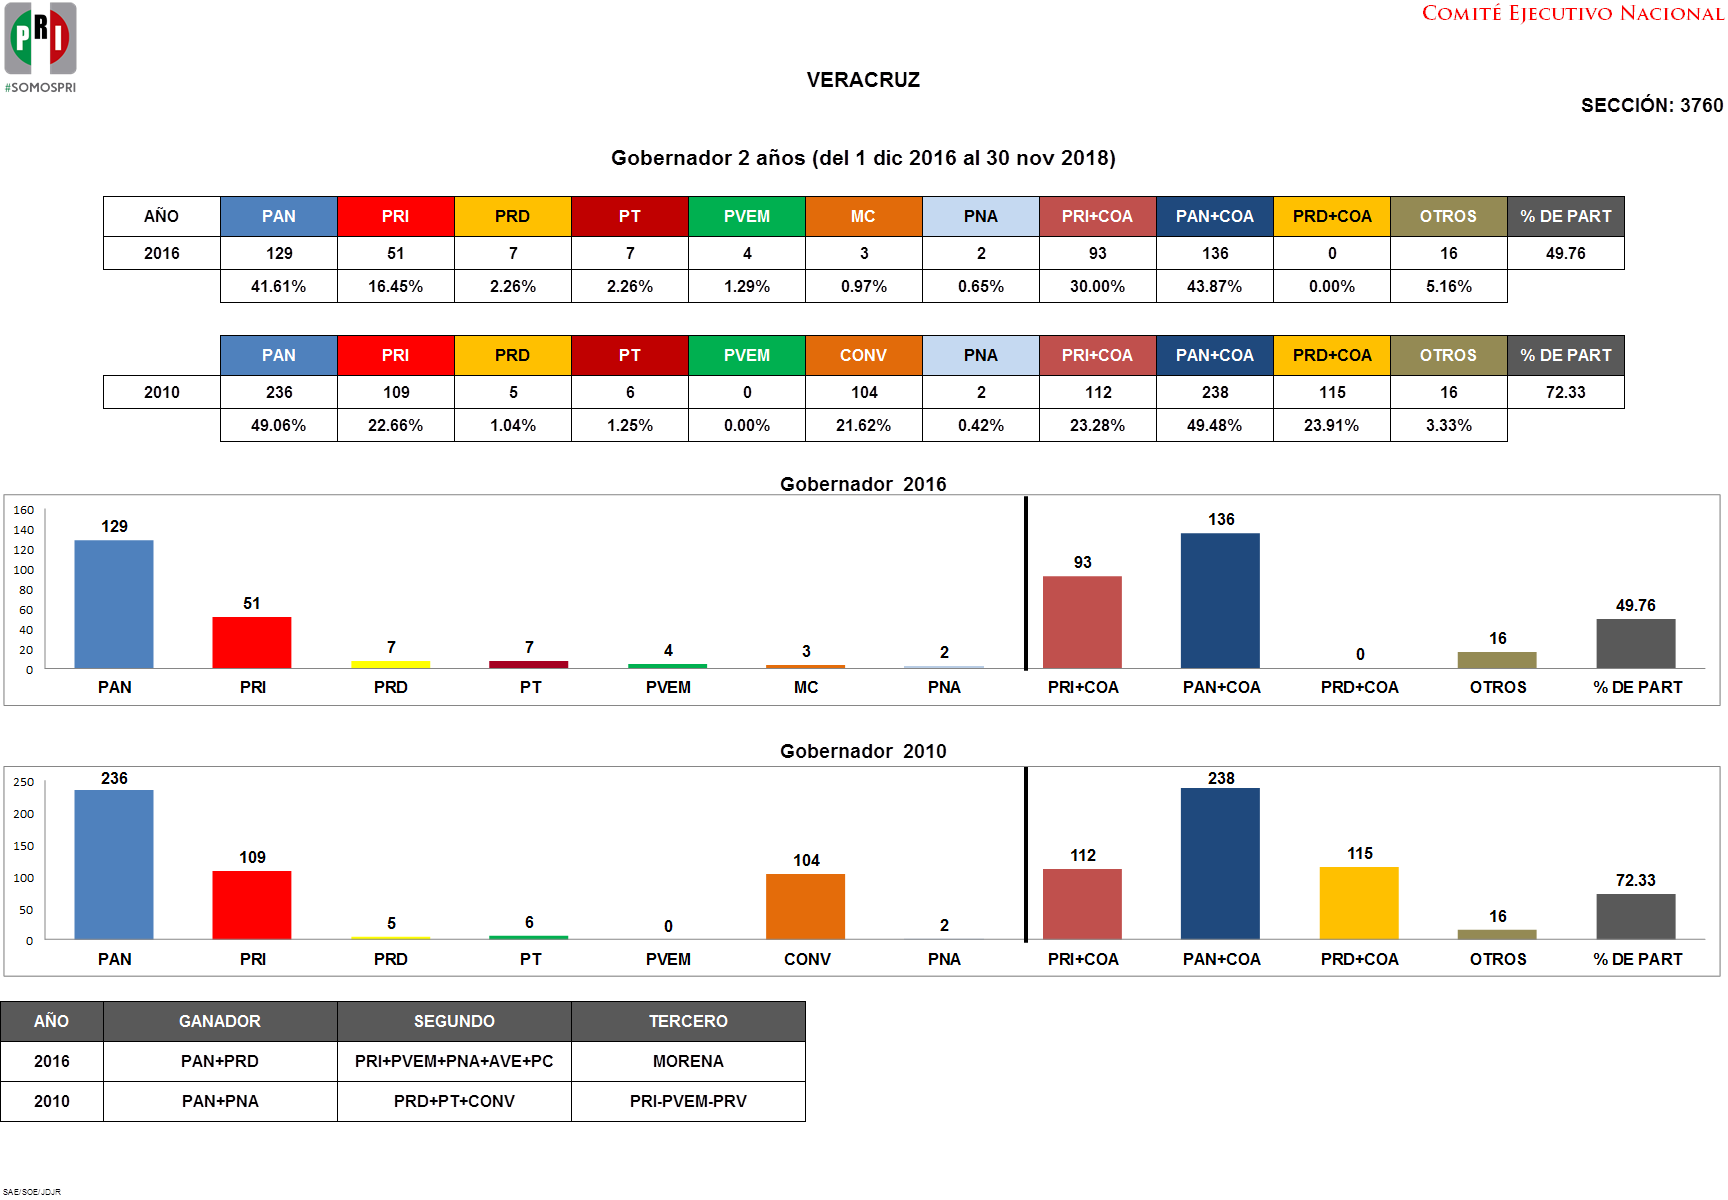 PRI
#SOMOSPRI
COMITÉ EJECUTIVO NACIONAL
VERACRUZ
SECCIÓN: 3760
Gobernador 2 años (del 1 dic 2016 al 30 nov 2018)
AÑO PAN PRI PRD PT PVEM MC PNA PRI+COA PAN+COA PRD+COA OTROS % DE PART
2016 129 51 7 7 4 3 2 93 136 0 16 49.76
41.61% 16.45% 2.26% 2.26% 1.29% 0.97% 0.65% 30.00% 43.87% 0.00% 5.16%
PAN PRI PRD PT PVEM CONV PNA PRI+COA PAN+COA PRD+COA OTROS % DE PART
2010 236 109 5 6 0 104 2 112 238 115 16 72.33
49.06% 22.66% 1.04% 1.25% 0.00% 21.62% 0.42% 23.28% 49.48% 23.91% 3.33%
Gobernador 2016
160
140
120
100
80
60
40
20
0
129 51 7 7 4 3 2 93 136 0 16 49.76
PAN PRI PRD PT PVEM MC PNA PRI+COA PAN+COA PRD+COA OTROS % DE PART
Gobernador 2010
250
200
150
100
50
0
236 109 5 6 0 104 2 112 238 115 16 72.33
PAN PRI PRD PT PVEM CONV PNA PRI+COA PAN+COA PRD+COA OTROS % DE PART
AÑO GANADOR SEGUNDO TERCERO
2016 PAN+PRD PRI+PVEM+PNA+AVE+PC MORENA
2010 PAN+PNA PRD+PT+CONV PRI-PVEM-PRV
SAE/SOE/JDJR